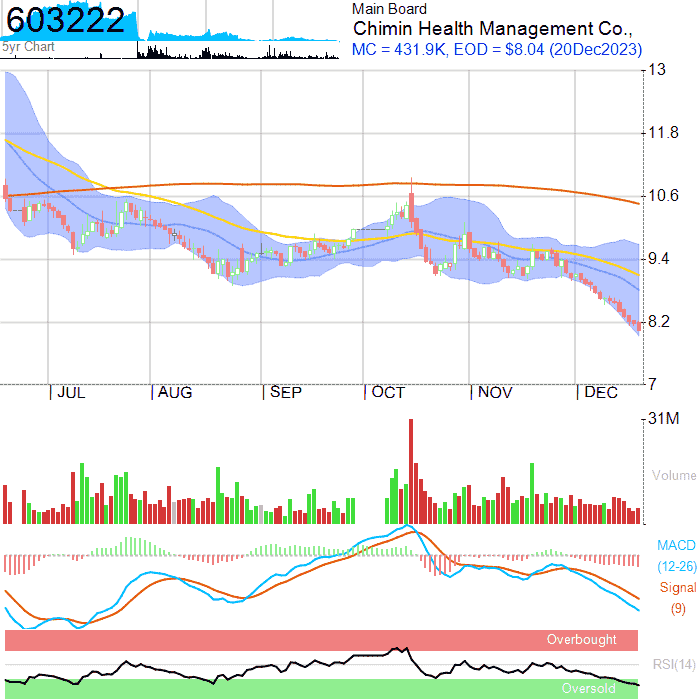 603222
5yr Chart
Main Board
Chimin Health Management Co.,
MC = 431.9K, EOD = $8.04 (20Dec2023)
13
11.8
10.6
9.4
8.2
7
JUL AUG SEP OCT NOV DEC
31M
Volume
MACD
(12-26)
Signal
(9)
Overbought
RSI(14)
Oversold